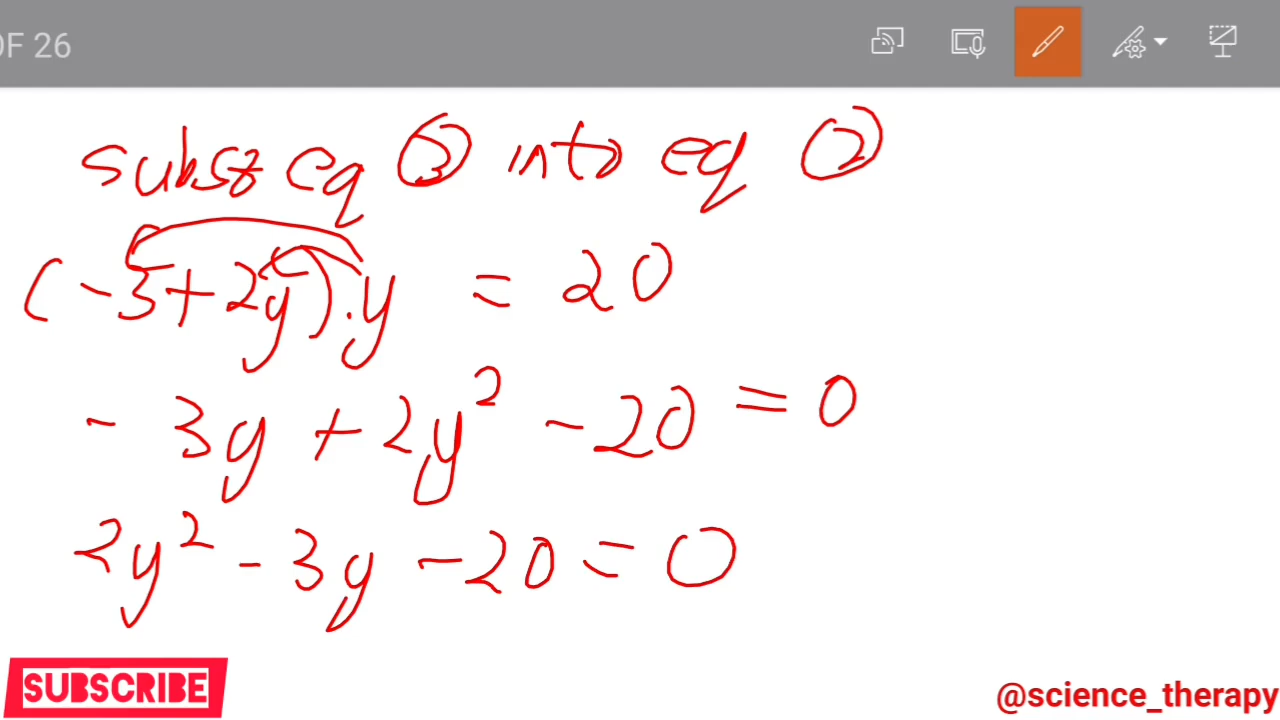 OF 26
subst eq ③ into eq ②
(-3+2y).y = 20
- 3y + 2y² - 20 = 0
2y² - 3y - 20 = 0
SUBSCRIBE
@science_therapy